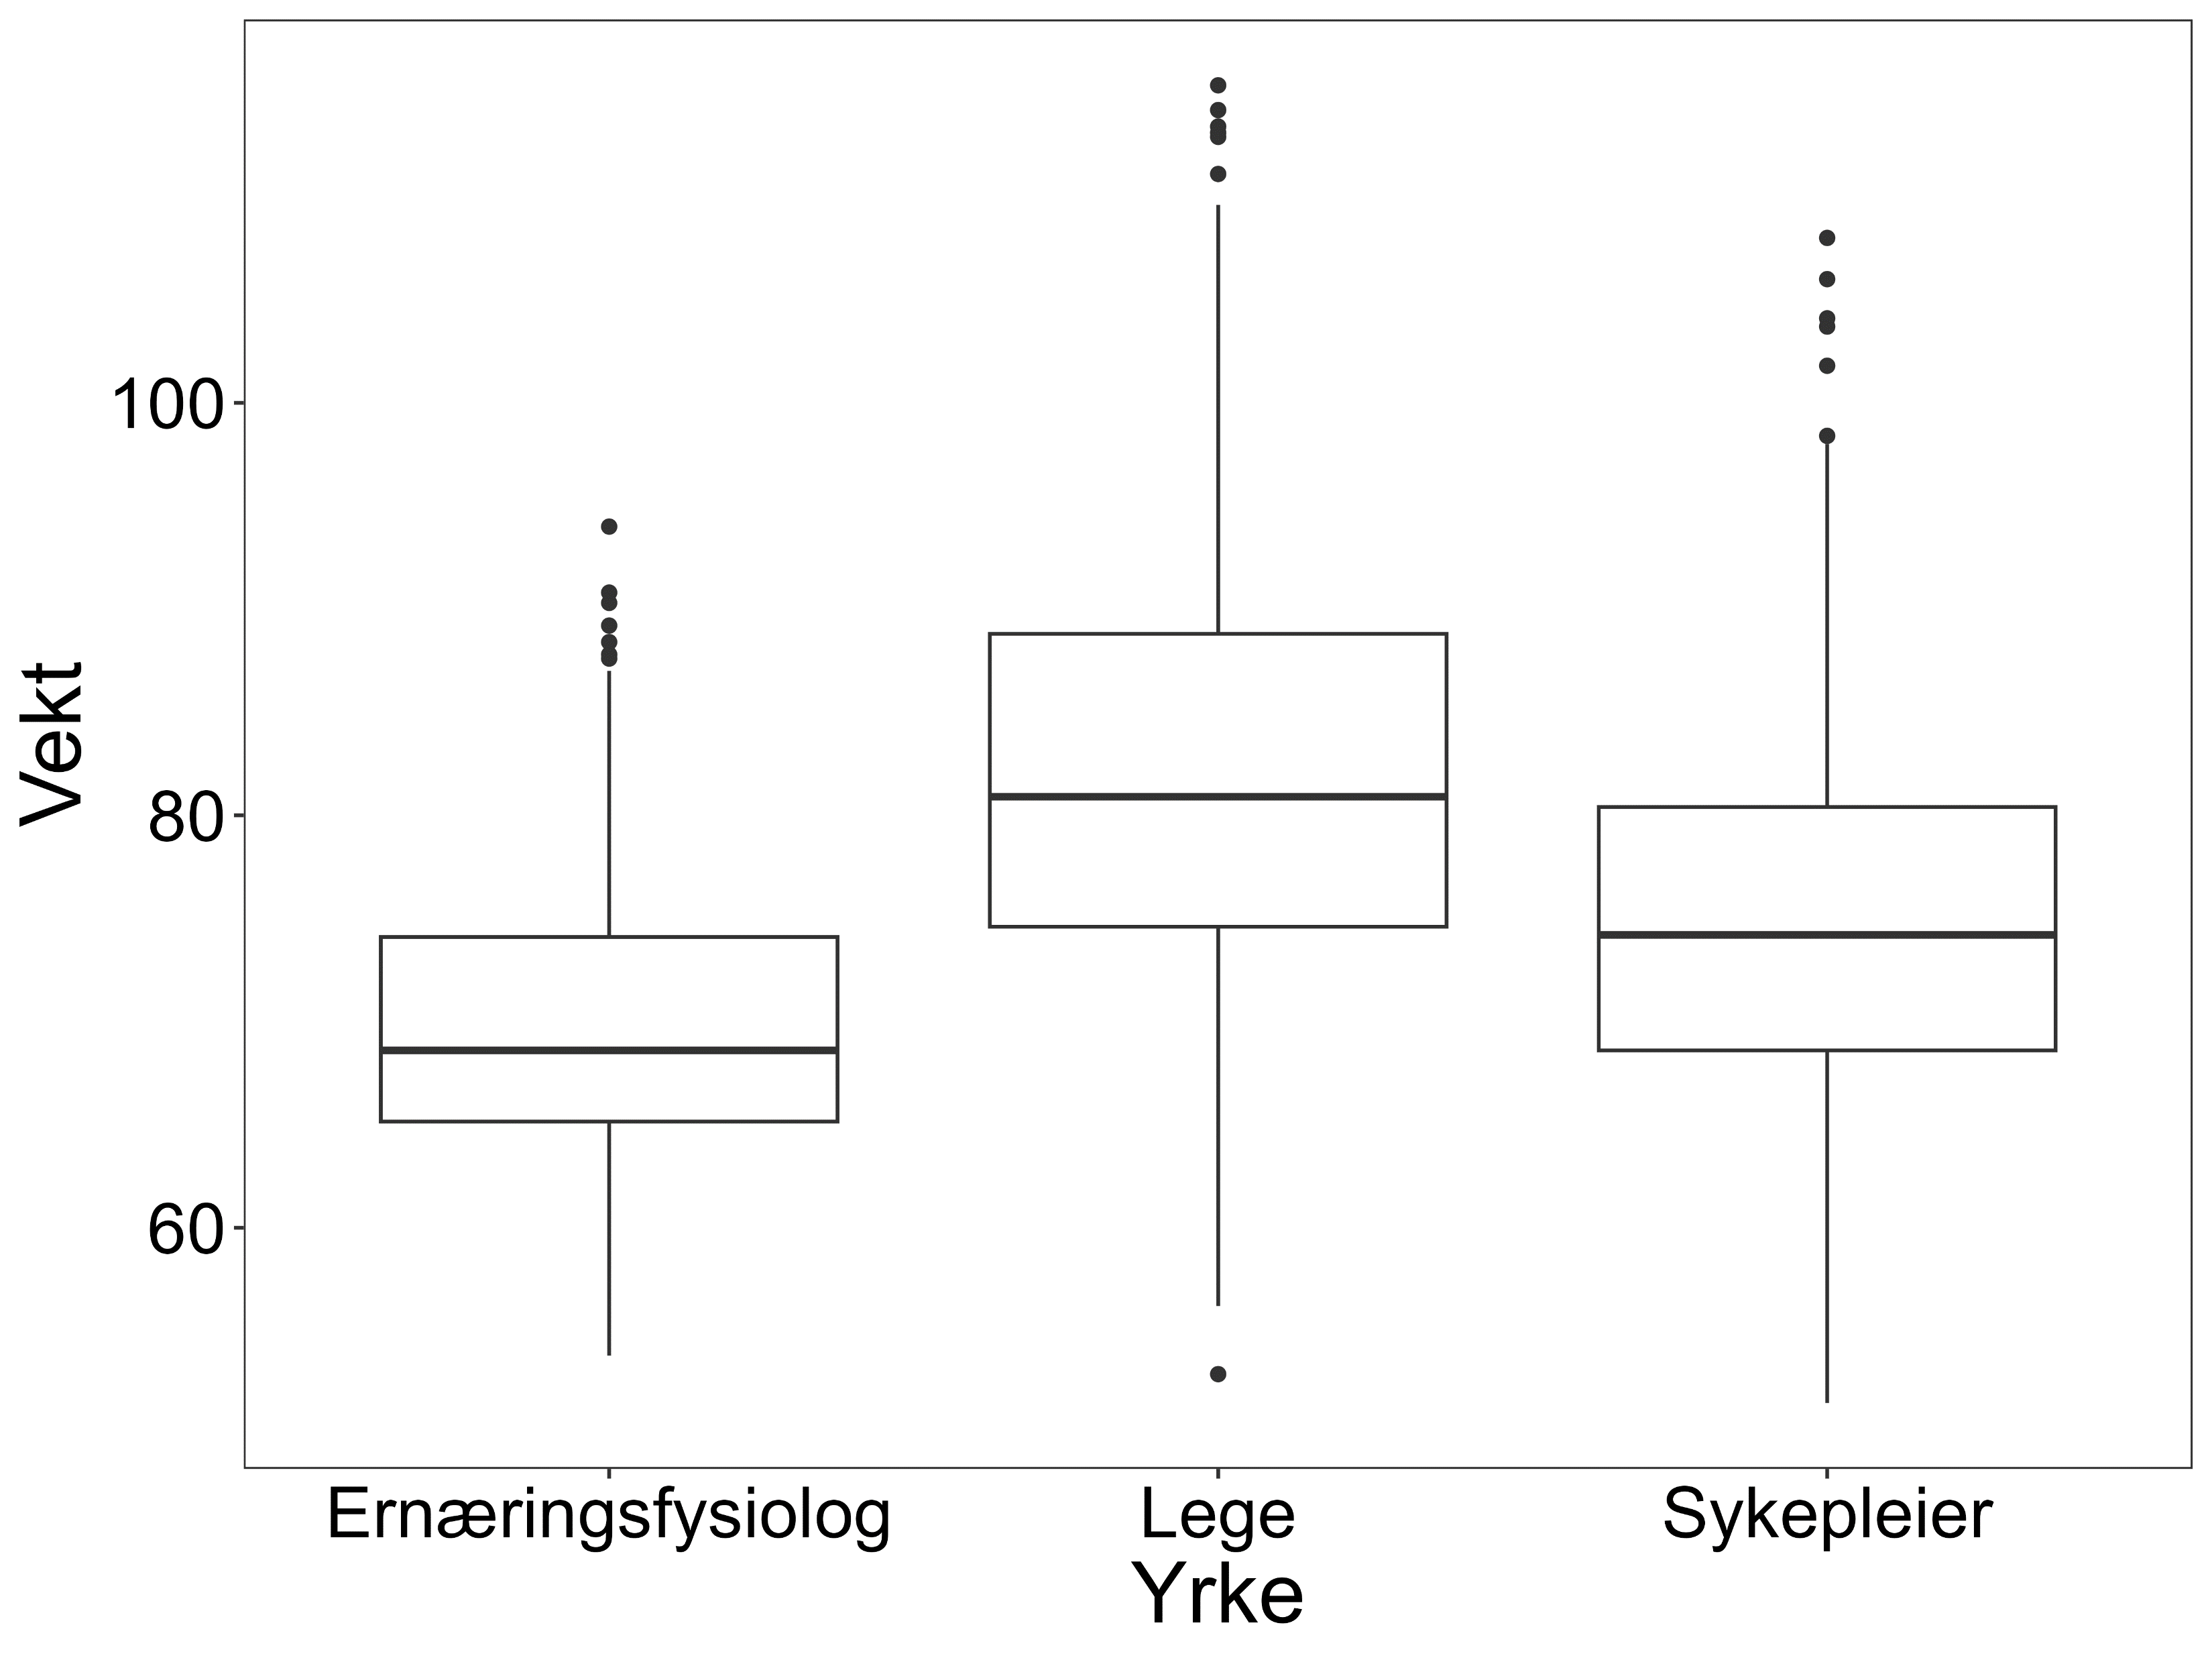 Vekt
100
80
60
Ernæringsfysiolog
Lege
Sykepleier
Yrke